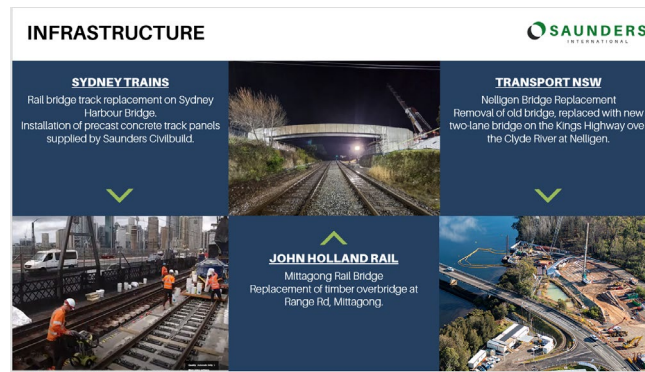 INFRASTRUCTURE
SAUNDERS
INTERNATIONAL
SYDNEY TRAINS
Rail bridge track replacement on Sydney
Harbour Bridge.
Installation of precast concrete track panels
supplied by Saunders Civilbuild.
TRANSPORT NSW
Nelligen Bridge Replacement
Removal of old bridge, replaced with new
two-lane bridge on the Kings Highway ove
the Clyde River at Nelligen.
JOHN HOLLAND RAIL
Mittagong Rail Bridge
Replacement of timber overbridge at
Range Rd, Mittagong.